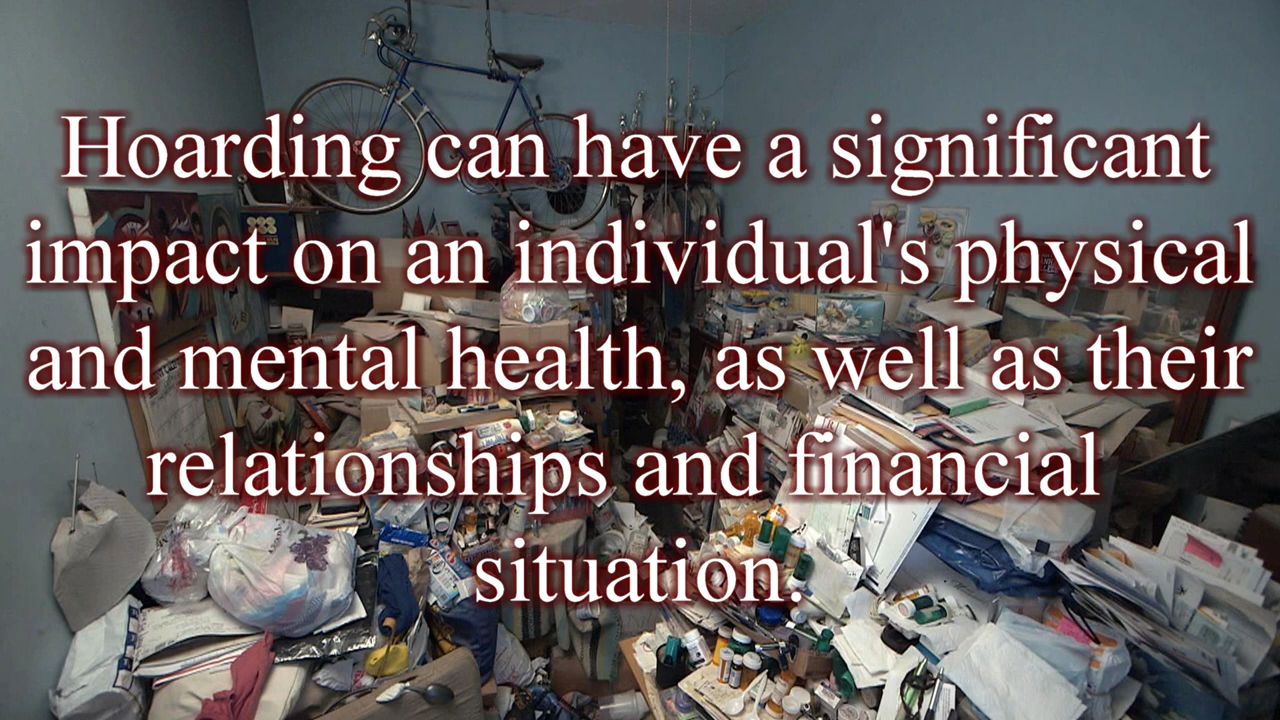 Hoarding can have a significant
impact on an individual's physical
and mental health, as well as their
relationships and financial
situation.